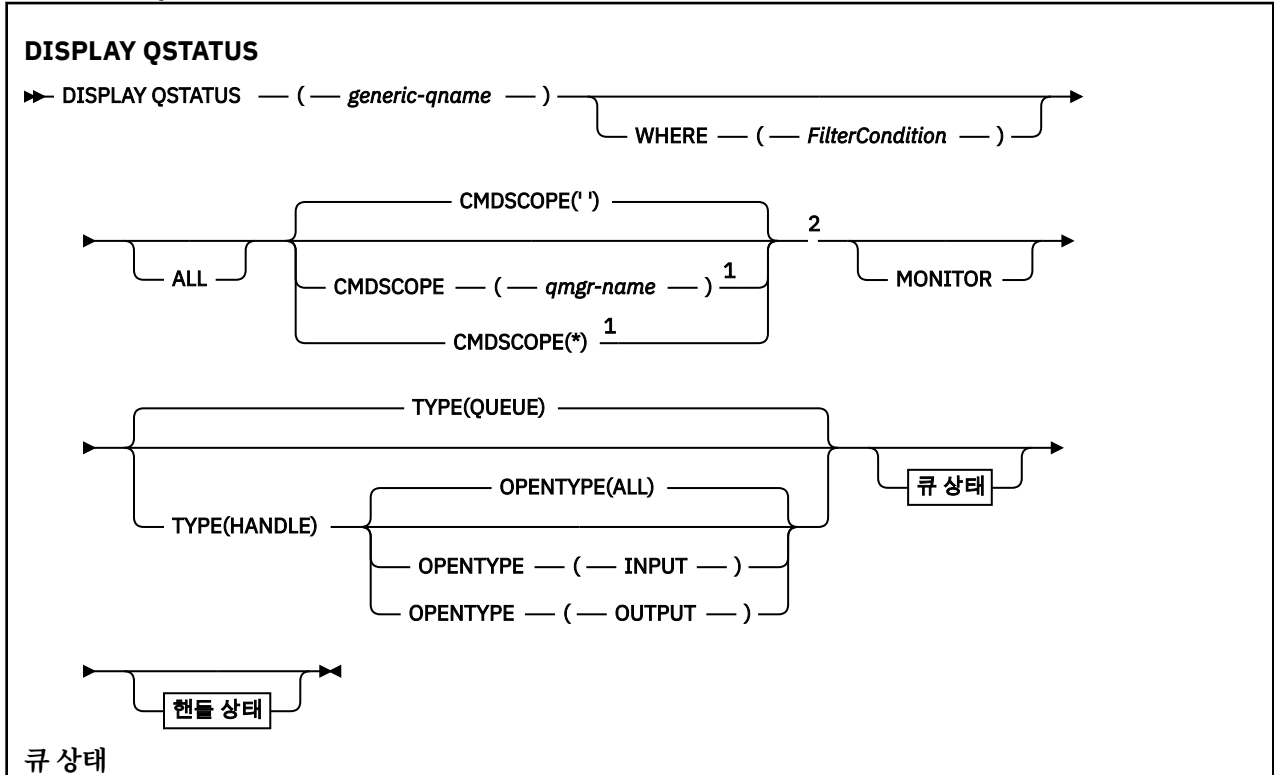 DISPLAY QSTATUS
DISPLAY QSTATUS ( generic-qname )
WHERE ( FilterCondition )
CMDSCOPE(' ')
2
ALL
CMDSCOPE ( qmgr-name ) 1
MONITOR
CMDSCOPE(*) 1
TYPE(QUEUE)
큐 상태
OPENTYPE(ALL)
TYPE(HANDLE)
OPENTYPE ( INPUT )
OPENTYPE ( OUTPUT )
핸들 상태
큐 상태